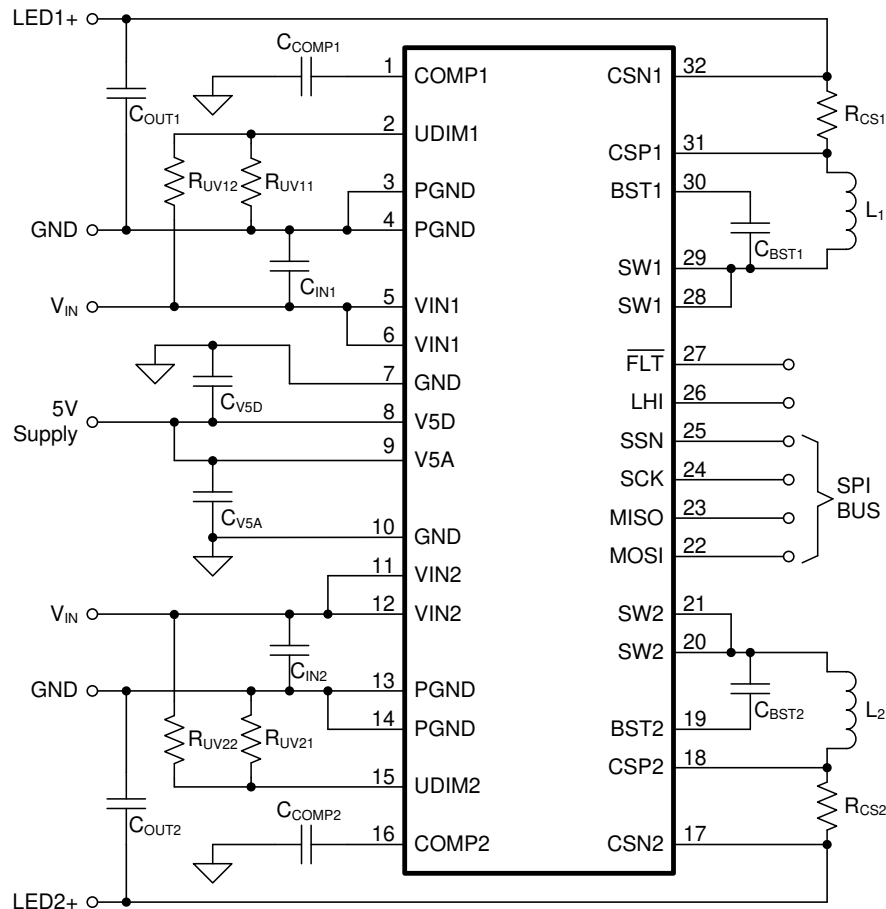 LED1+
C_COMP1
1 COMP1
CSN1 32
C_OUT1
R_CS1
2 UDIM1
CSP1 31
R_UV12
R_UV11
3 PGND
BST1 30
L_1
GND
4 PGND
C_BST1
C_IN1
SW1 29
V_IN
5 VIN1
SW1 28
6 VIN1
FLT 27
7 GND
C_V5D
LHI 26
5V
Supply
8 V5D
SSN 25
9 V5A
SCK 24
SPI
BUS
C_V5A
MISO 23
10 GND
MOSI 22
11 VIN2
SW2 21
V_IN
12 VIN2
SW2 20
C_IN2
GND
13 PGND
C_BST2
L_2
14 PGND
BST2 19
R_UV22
R_UV21
CSP2 18
15 UDIM2
C_OUT2
C_COMP2
R_CS2
16 COMP2
CSN2 17
LED2+